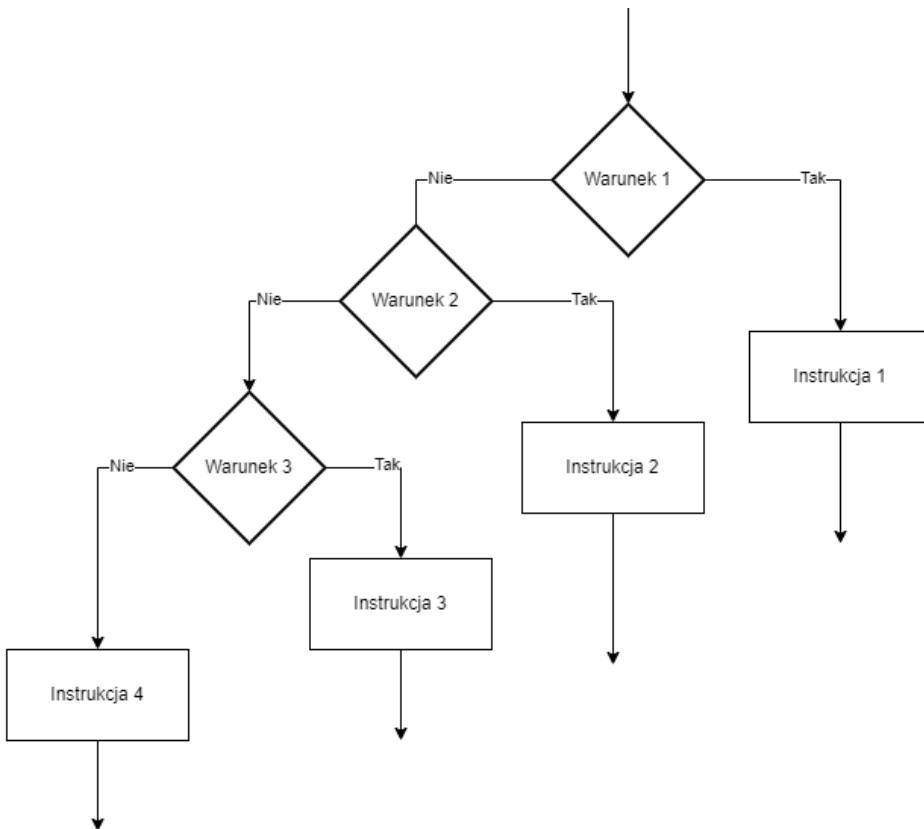 Warunek 1
Nie
Tak
Warunek 2
Nie
Tak
Instrukcja 1
Warunek 3
Nie
Tak
Instrukcja 2
Instrukcja 3
Instrukcja 4